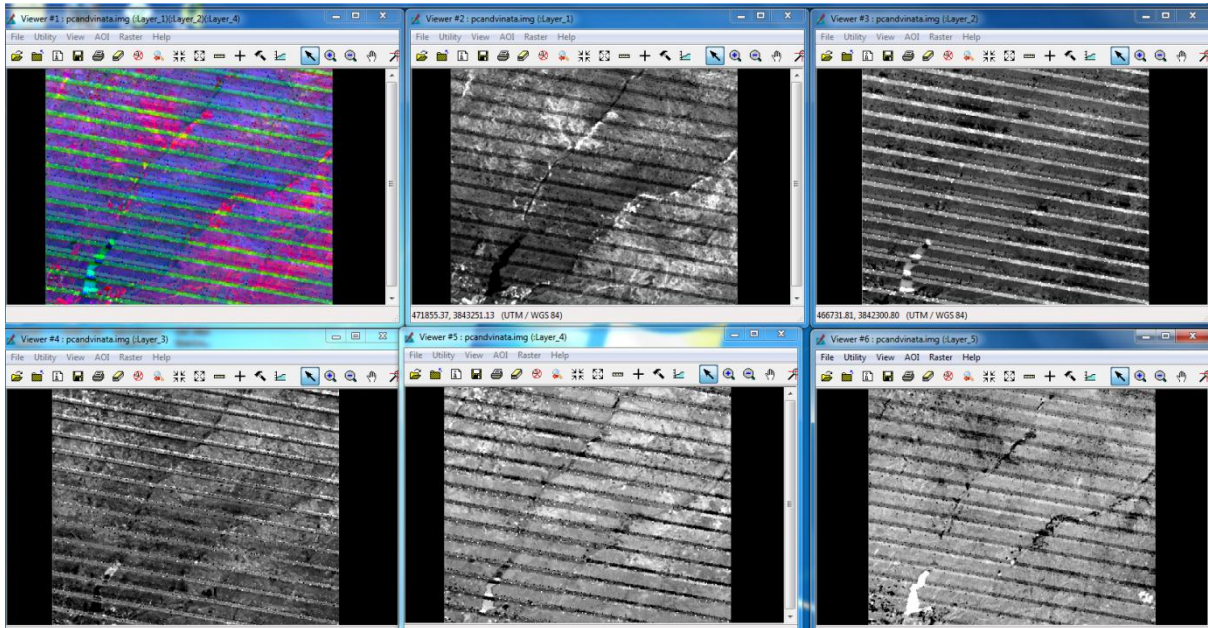 Viewer #1 : pcandvinata.img (:Layer_1)(:Layer_2)(:Layer_4)
File Utility View AOI Raster Help
Viewer #2 : pcandvinata.img (:Layer_1)
File Utility View AOI Raster Help
471855.37, 3843251.13 (UTM / WGS 84)
Viewer #3 : pcandvinata.img (:Layer_2)
File Utility View AOI Raster Help
466731.81, 3842300.80 (UTM / WGS 84)
Viewer #4 : pcandvinata.img (:Layer_3)
File Utility View AOI Raster Help
Viewer #5 : pcandvinata.img (:Layer_4)
File Utility View AOI Raster Help
Viewer #6 : pcandvinata.img (:Layer_5)
File Utility View AOI Raster Help